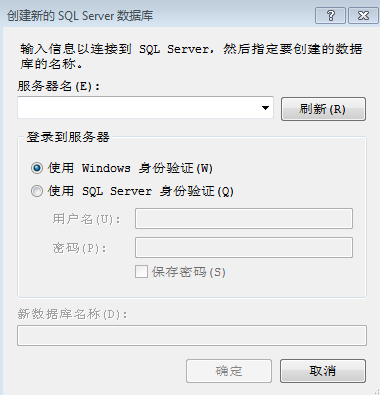 创建新的 SQL Server 数据库
输入信息以连接到 SQL Server，然后指定要创建的数据
库的名称。
服务器名(E):
刷新(R)
登录到服务器
使用 Windows 身份验证(W)
使用 SQL Server 身份验证(Q)
用户名(U):
密码(P):
保存密码(S)
新数据库名称(D):
确定
取消